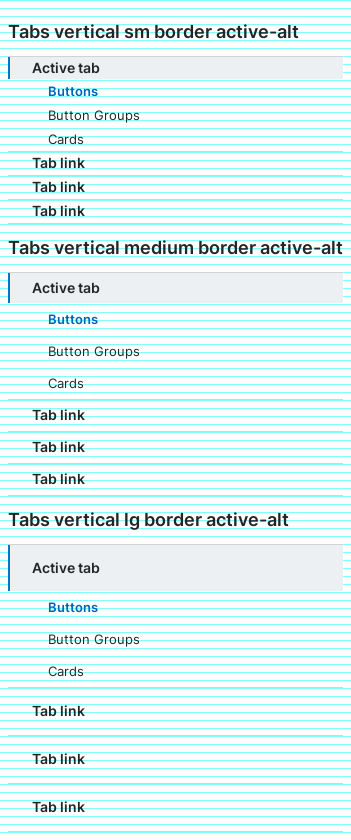 Tabs vertical sm border active-alt
Active tab
Buttons
Button Groups
Cards
Tab link
Tab link
Tab link
Tabs vertical medium border active-alt
Active tab
Buttons
Button Groups
Cards
Tab link
Tab link
Tab link
Tabs vertical lg border active-alt
Active tab
Buttons
Button Groups
Cards
Tab link
Tab link
Tab link